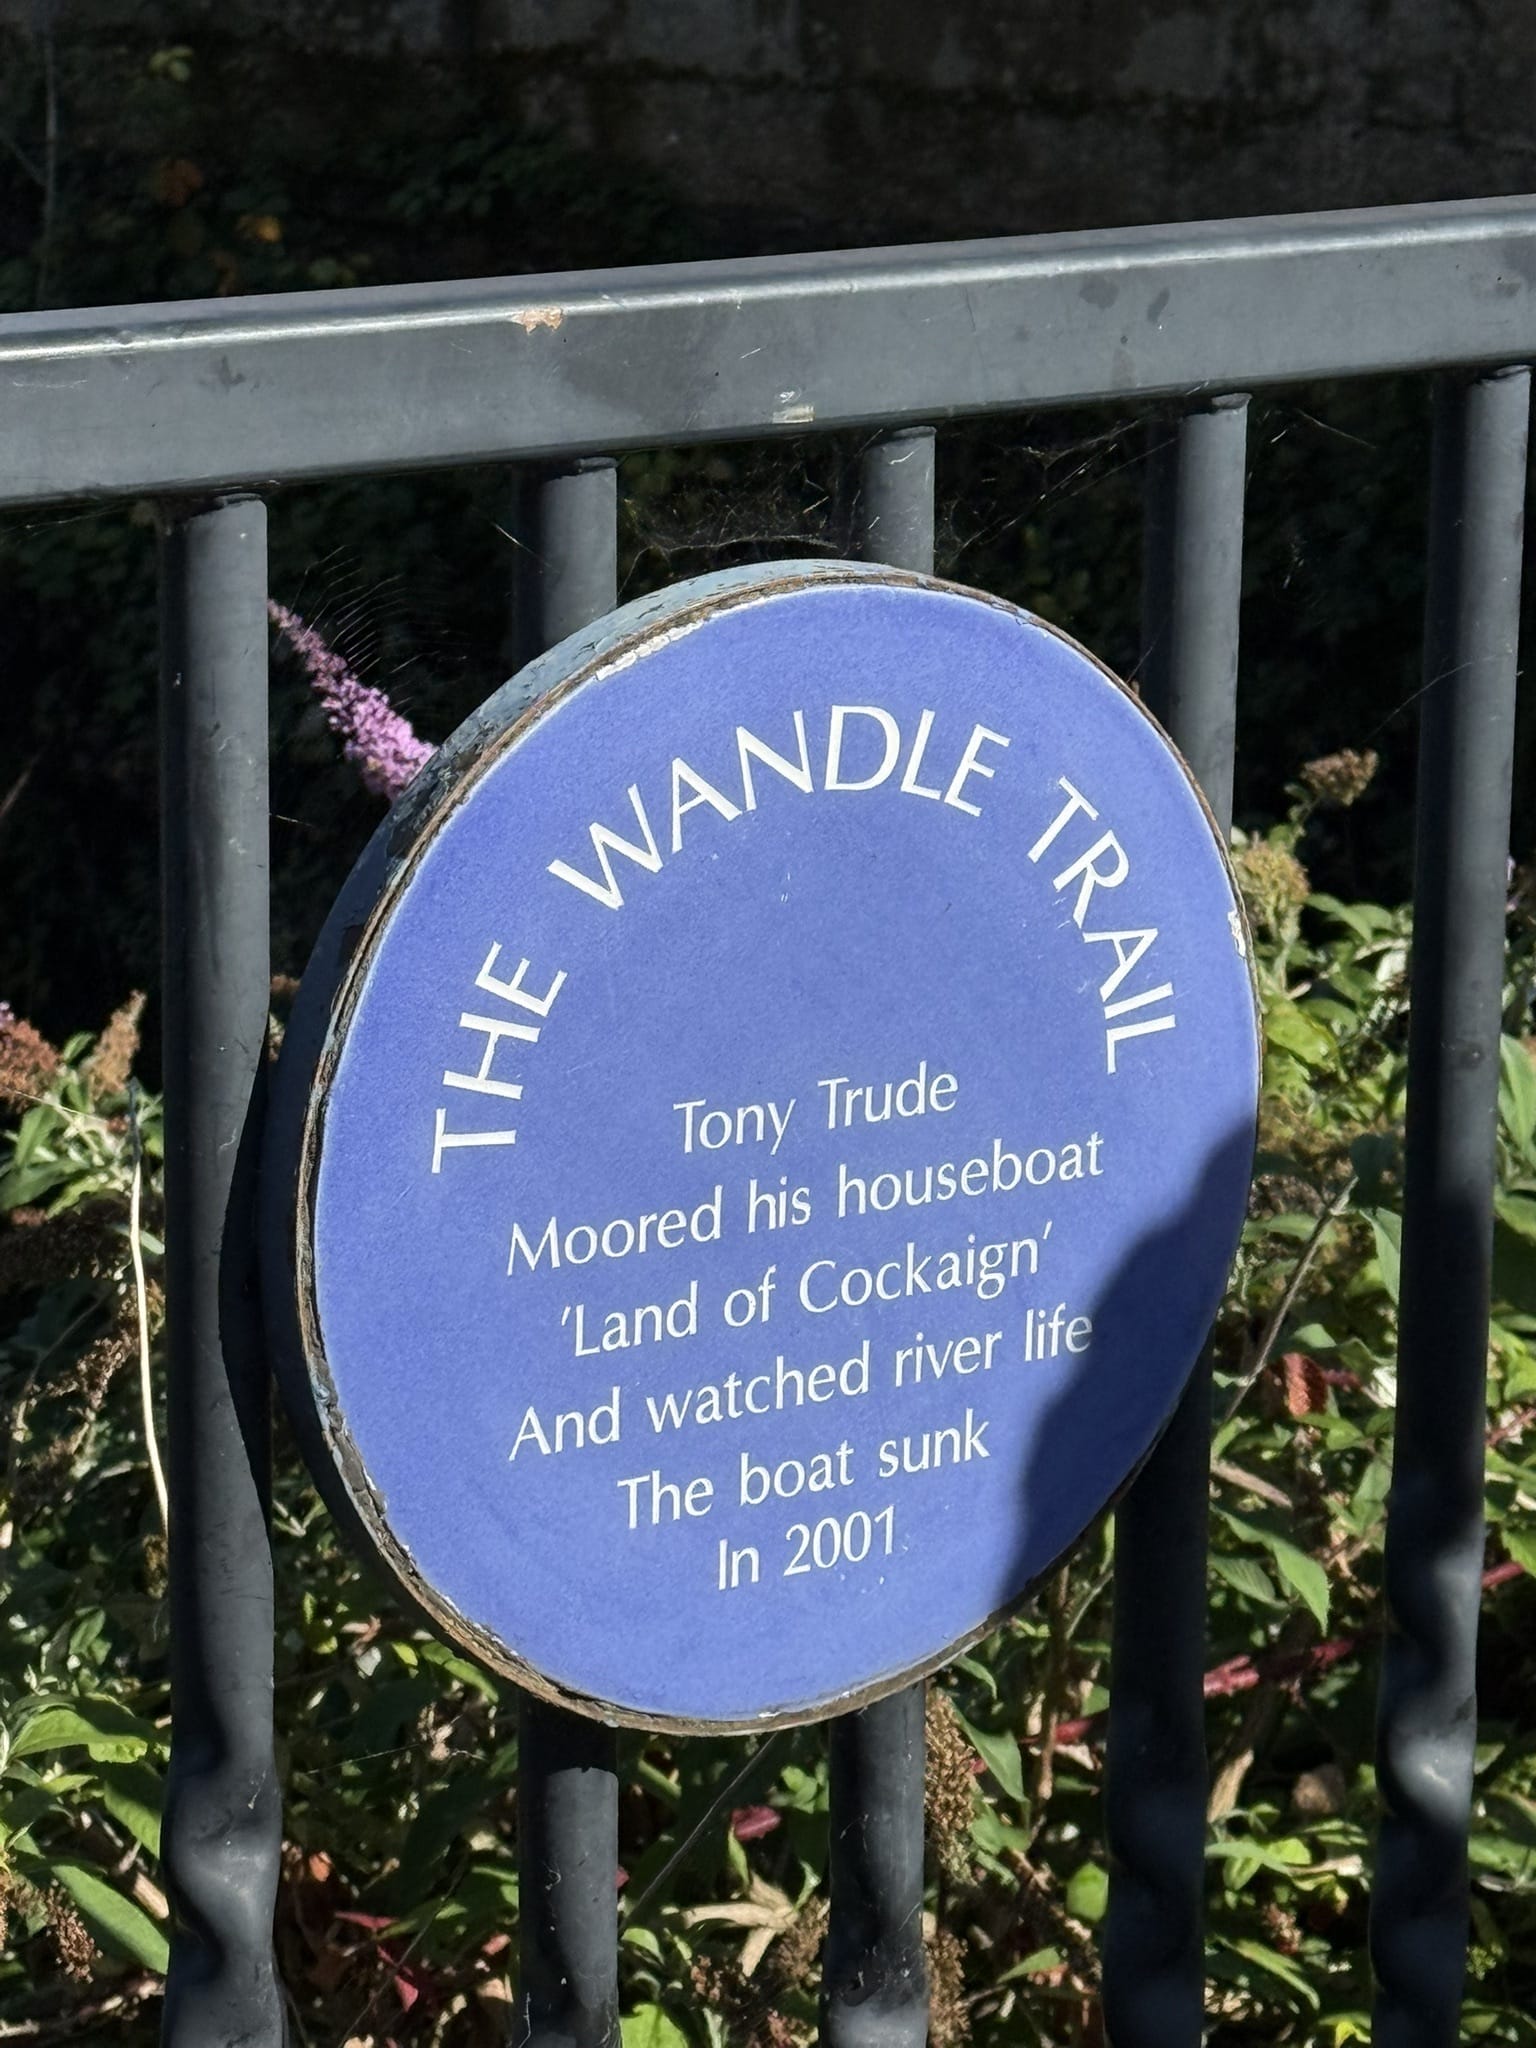 THE WANDLE TRAIL
Tony Trude
Moored his houseboat
'Land of Cockaign'
And watched river life
The boat sunk
In 2001